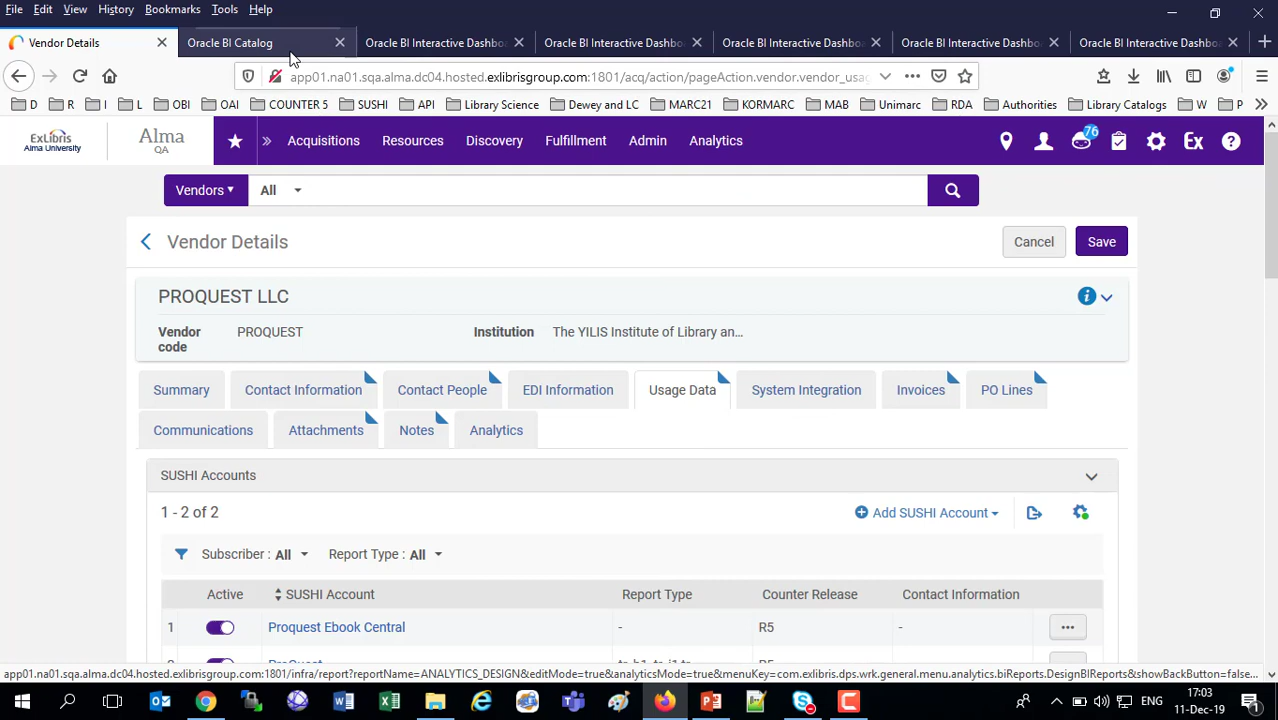 File Edit View History Bookmarks Tools Help
Vendor Details Oracle BI Catalog Oracle BI Interactive Dashbo Oracle BI Interactive Dashbo Oracle BI Interactive Dashbo Oracle BI Interactive Dashbo Oracle BI Interactive Dashbo
app01.na01.sqa.alma.dc04.hosted.exlibrisgroup.com:1801/acq/action/pageAction.vendor.vendor_usa
D R I L OBI OAI COUNTER 5 SUSHI API Library Science Dewey and LC MARC21 KORMARC MAB Unimarc RDA Authorities Library Catalogs W P
ExLibris
Alma University
Alma
QA
Acquisitions Resources Discovery Fulfillment Admin Analytics 76 Ex
Vendors All
Vendor Details Cancel Save
PROQUEST LLC
Vendor code PROQUEST Institution The YILIS Institute of Library an...
Summary Contact Information Contact People EDI Information Usage Data System Integration Invoices PO Lines
Communications Attachments Notes Analytics
SUSHI Accounts
1 - 2 of 2 Add SUSHI Account
Subscriber : All Report Type : All
Active SUSHI Account Report Type Counter Release Contact Information
1 Proquest Ebook Central - R5 -
app01.na01.sqa.alma.dc04.hosted.exlibrisgroup.com:1801/infra/report?reportName=ANALYTICS_DESIGN&editMode=true&analyticsMode=true&menuKey=com.exlibris.dps.wrk.general.menu.analytics.biReports.DesignBIReports&showBackButton=false...
17:03
11-Dec-19